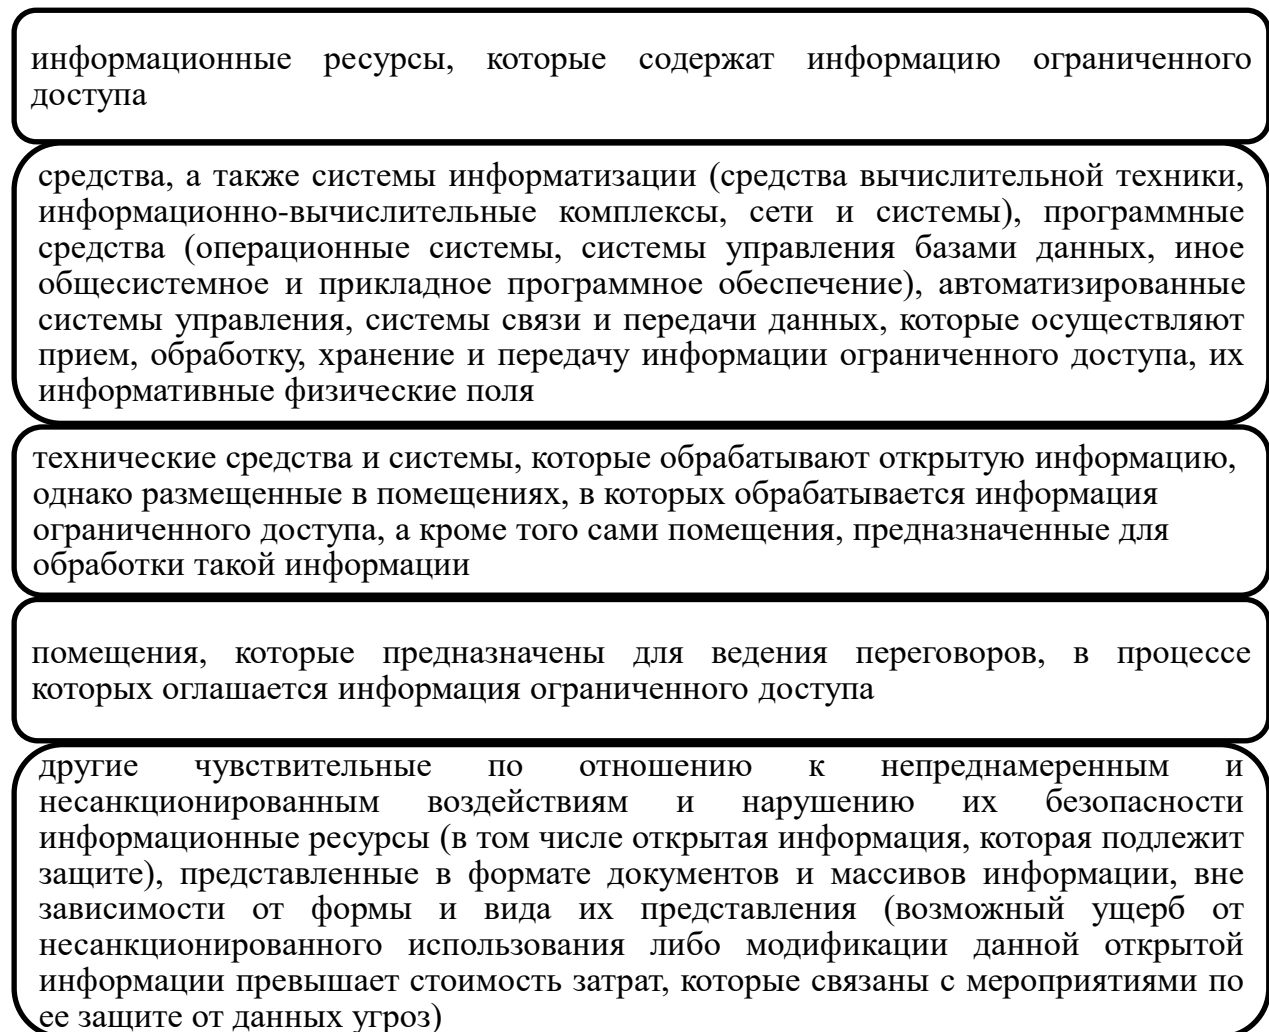 информационные ресурсы, которые содержат информацию ограниченного
доступа
средства, а также системы информатизации (средства вычислительной техники,
информационно-вычислительные комплексы, сети и системы), программные
средства (операционные системы, системы управления базами данных, иное
общесистемное и прикладное программное обеспечение), автоматизированные
системы управления, системы связи и передачи данных, которые осуществляют
прием, обработку, хранение и передачу информации ограниченного доступа, их
информативные физические поля
технические средства и системы, которые обрабатывают открытую информацию,
однако размещенные в помещениях, в которых обрабатывается информация
ограниченного доступа, а кроме того сами помещения, предназначенные для
обработки такой информации
помещения, которые предназначены для ведения переговоров, в процессе
которых оглашается информация ограниченного доступа
другие чувствительные по отношению к непреднамеренным и
несанкционированным воздействиям и нарушению их безопасности
информационные ресурсы (в том числе открытая информация, которая подлежит
защите), представленные в формате документов и массивов информации, вне
зависимости от формы и вида их представления (возможный ущерб от
несанкционированного использования либо модификации данной открытой
информации превышает стоимость затрат, которые связаны с мероприятиями по
ее защите от данных угроз)